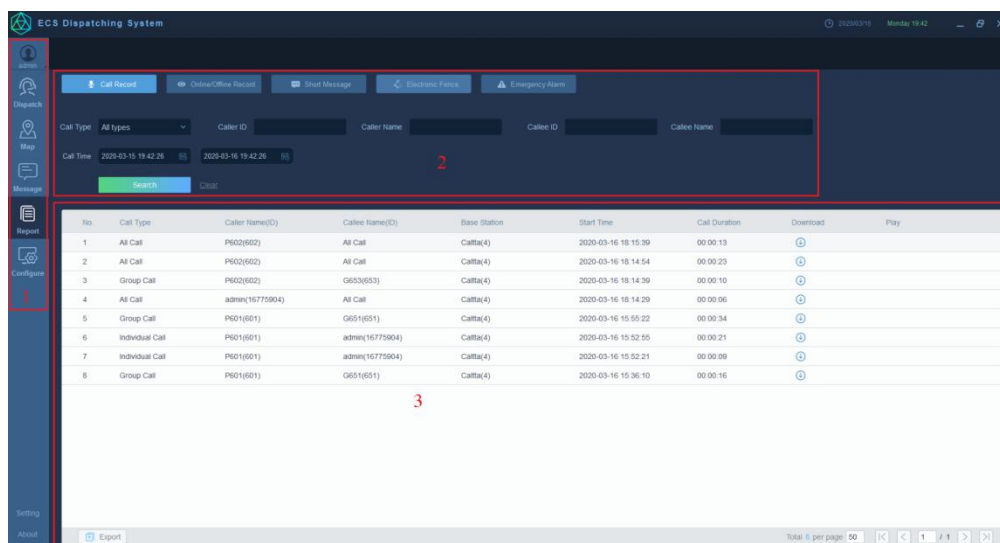 ECS Dispatching System
2020/03/16 Monday 19:42
admin
Dispatch
Map
Message
Report
Configure
1
Setting
About
Call Record Online/Offline Record Short Message Electronic Fence Emergency Alarm
Call Type All types Caller ID Caller Name Callee ID Callee Name
Call Time 2020-03-15 19:42:26 2020-03-16 19:42:26
2
Search Clear
No Call Type Caller Name(ID) Callee Name(ID) Base Station Start Time Call Duration Download Play
1 All Call P602(602) All Call Caltta(4) 2020-03-16 18:15:39 00:00:13
2 All Call P602(602) All Call Caltta(4) 2020-03-16 18:14:54 00:00:23
3 Group Call P602(602) G653(653) Caltta(4) 2020-03-16 18:14:39 00:00:10
4 All Call admin(16775904) All Call Caltta(4) 2020-03-16 18:14:29 00:00:06
5 Group Call P601(601) G651(651) Caltta(4) 2020-03-16 15:55:22 00:00:34
6 Individual Call P601(601) admin(16775904) Caltta(4) 2020-03-16 15:52:55 00:00:21
7 Individual Call P601(601) admin(16775904) Caltta(4) 2020-03-16 15:52:21 00:00:09
8 Group Call P601(601) G651(651) Caltta(4) 2020-03-16 15:36:10 00:00:16
3
Export Total 8 per page 50 1 / 1